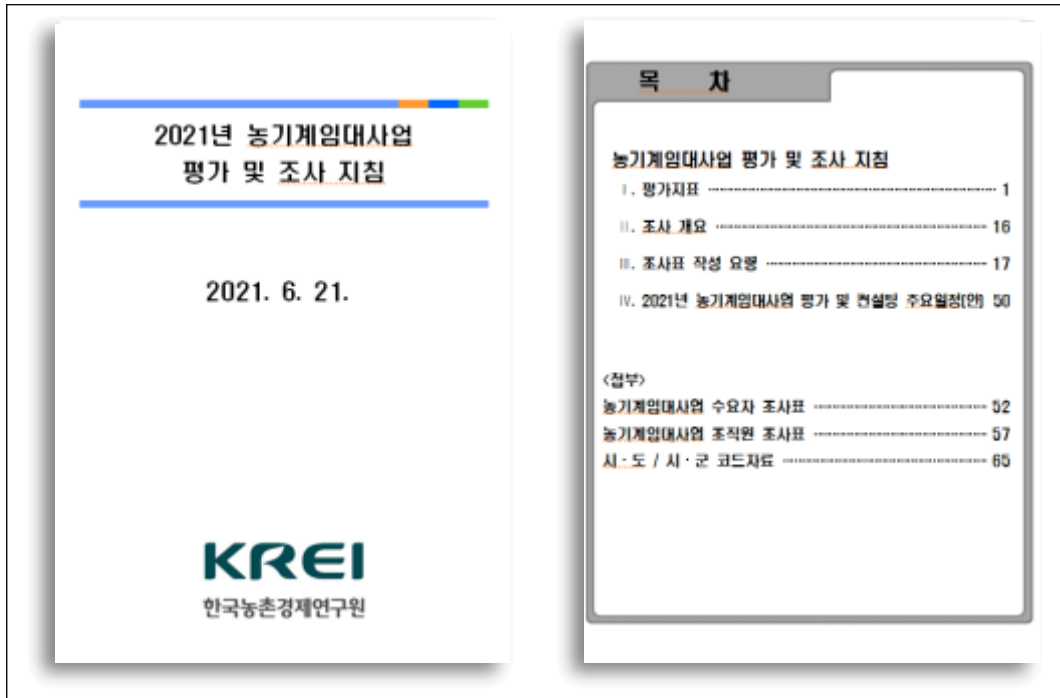 2021년 농기계임대사업
평가 및 조사 지침
2021. 6. 21.
KREI
한국농촌경제연구원
목 차
농기계임대사업 평가 및 조사 지침
Ⅰ. 평가지표 1
Ⅱ. 조사 개요 16
Ⅲ. 조사표 작성 요령 17
Ⅳ. 2021년 농기계임대사업 평가 및 컨설팅 주요일정(안) 50
<첨부>
농기계임대사업 수요자 조사표 52
농기계임대사업 조직원 조사표 57
시·도 / 시·군 코드자료 65